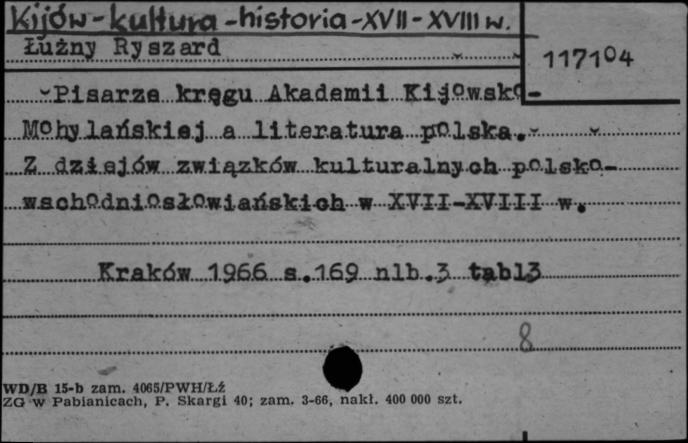 Kijów-kultura-historia-XVII-XVIII w.
Łużny Ryszard
117104
Pisarze kręgu Akademii Kijowsko-
Mohylańskiej a literatura polska.
Z dziejów związków kulturalnych polsko-
wschodniosłowiańskich w XVII-XVIII w.
Kraków 1966 s.169 nlb.3 tabl3
8
WD/B 15-b zam. 4065/PWH/Łź
ZG w Pabianicach, P. Skargi 40; zam. 3-66, nakł. 400 000 szt.